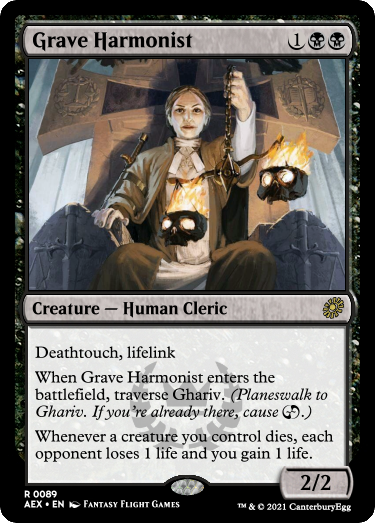 Grave Harmonist 1
Creature — Human Cleric
Deathtouch, lifelink
When Grave Harmonist enters the
battlefield, traverse Ghariv. (Planeswalk to
Ghariv. If you're already there, cause .)
Whenever a creature you control dies, each
opponent loses 1 life and you gain 1 life.
2/2
R 0089
AEX • EN Fantasy Flight Games
™ & © 2021 CanterburyEgg